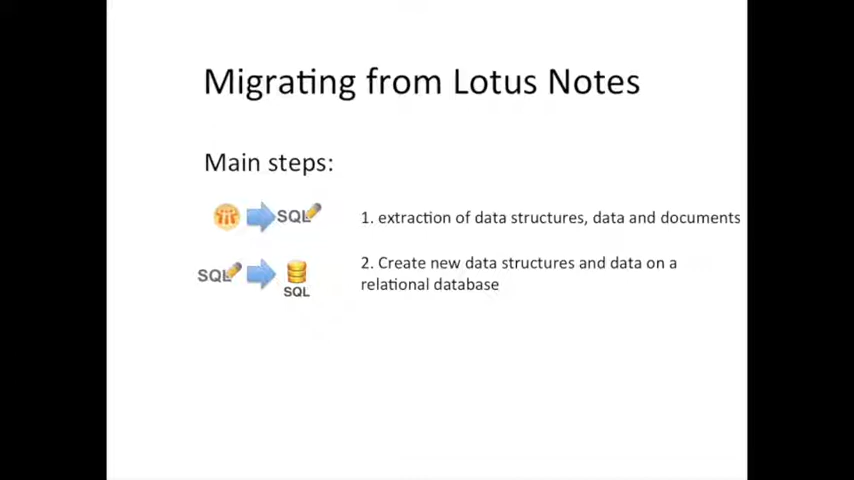 Migrating from Lotus Notes
Main steps:
SQL
1. extraction of data structures, data and documents
SQL
SQL
2. Create new data structures and data on a
relational database